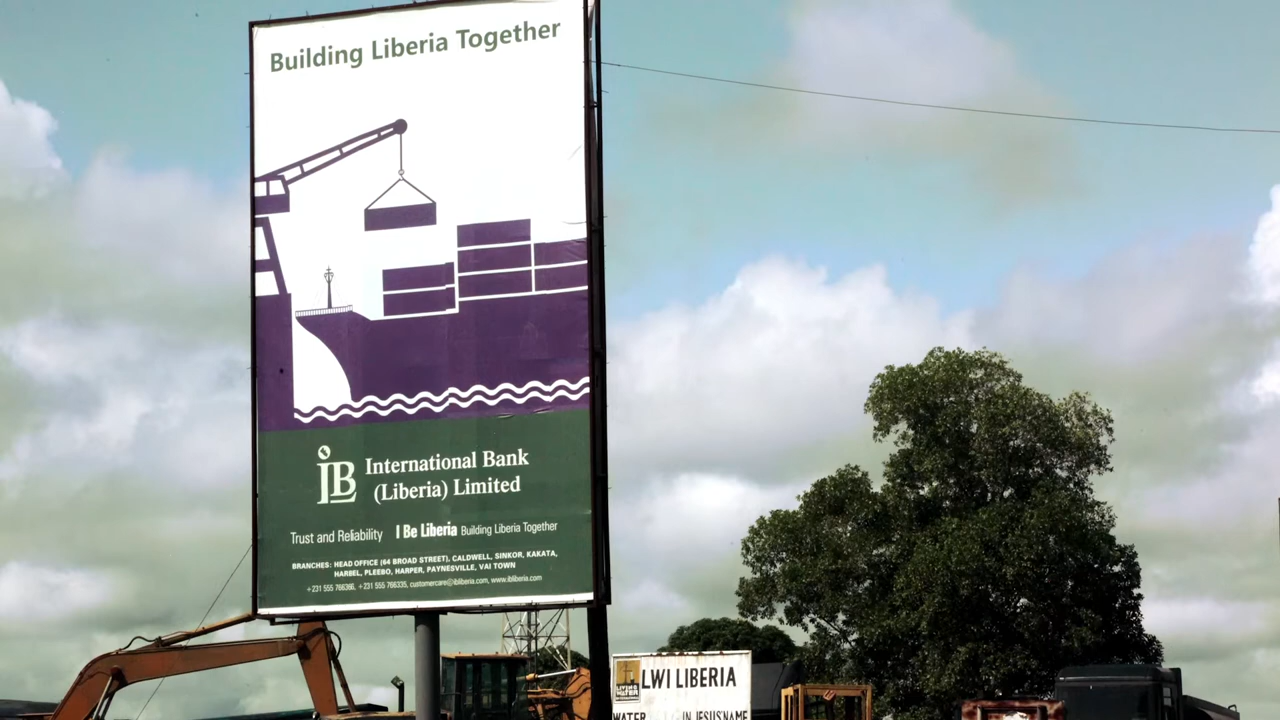 Building Liberia Together
IB
International Bank
(Liberia) Limited
Trust and Reliability I Be Liberia Building Liberia Together
BRANCHES: HEAD OFFICE (64 BROAD STREET), CALDWELL, SINKOR, KAKATA,
HARBEL, PLEEBO, HARPER, PAYNESVILLE, VAI TOWN
+231 555 766366, +231 555 766335, customercare@ibliberia.com, www.ibliberia.com
LIVING
WATER
LWI LIBERIA
WATER IN JESUS' NAME